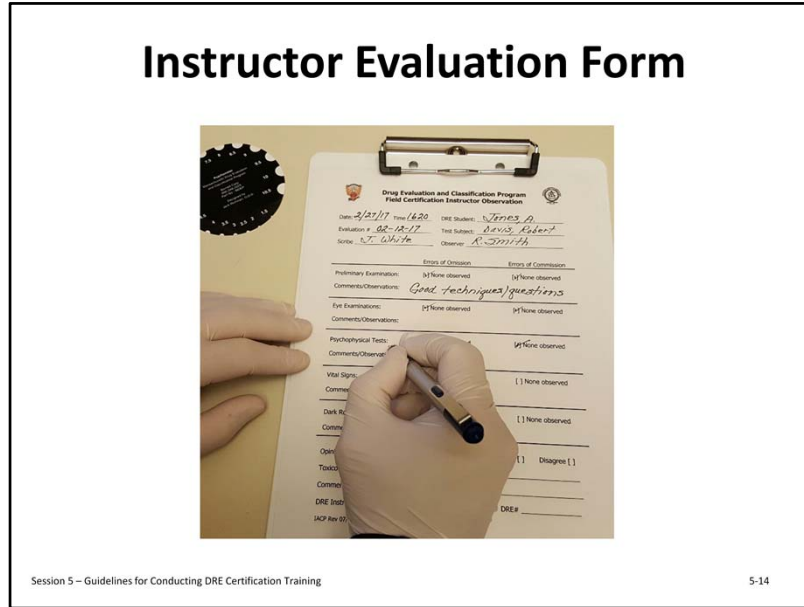 Instructor Evaluation Form
Drug Evaluation and Classification Program
Field Certification Instructor Observation
Date: 2/27/17 Time 1620 DRE Student: Jones, A.
Evaluation # 02-12-17 Test Subject: Davis, Robert
Scribe J. White Observer R. Smith
Errors of Omission Errors of Commission
Preliminary Examination: [✓] None observed [✓] None observed
Comments/Observations: Good techniques/questions
Eye Examinations: [✓] None observed [✓] None observed
Comments/Observations:
Psychophysical Tests: [✓] None observed
Vital Signs: [ ] None observed
[ ] None observed
[ ] Disagree [ ]
DRE# 
IACP Rev
Session 5 – Guidelines for Conducting DRE Certification Training
5-14